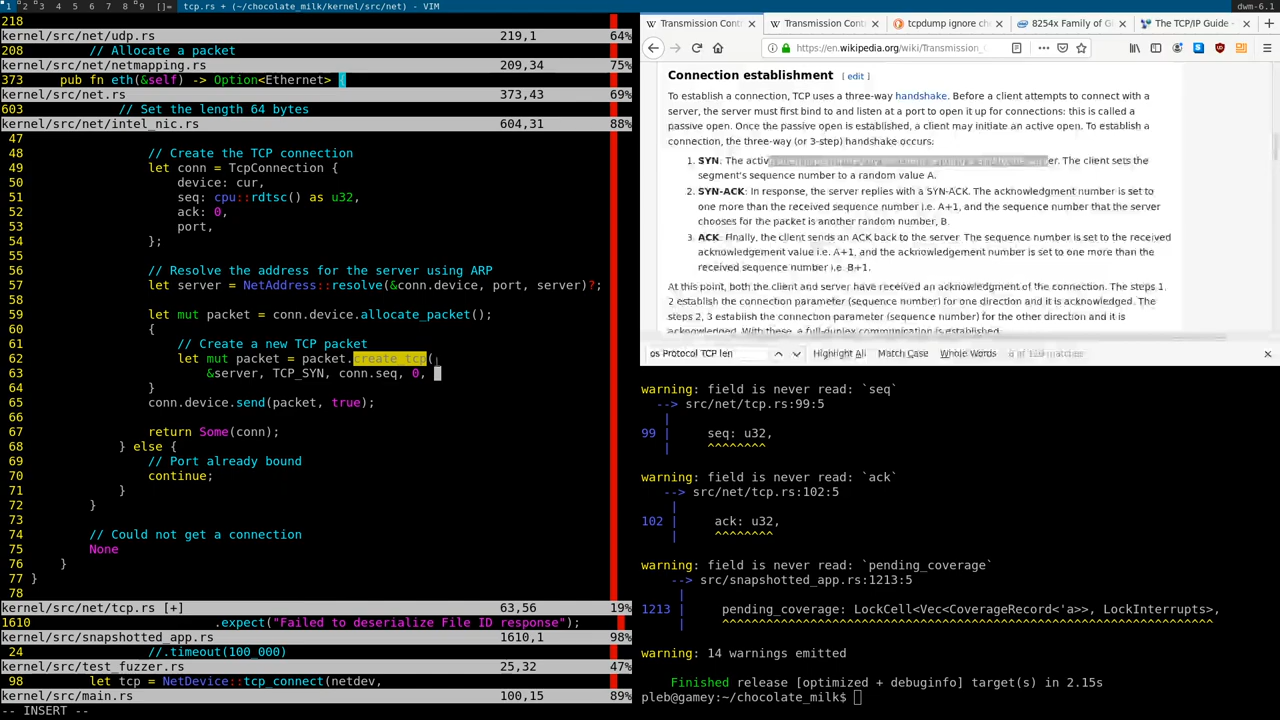 1 2 3 4 5 6 7 8 9 []= tcp.rs + (~/chocolate_milk/kernel/src/net) - VIM
dwm-6.1
218
kernel/src/net/udp.rs 219,1 64%
208 // Allocate a packet
kernel/src/net/netmapping.rs 209,34 75%
373 pub fn eth(&self) -> Option<Ethernet> {
kernel/src/net.rs 373,43 69%
603 // Set the length 64 bytes
kernel/src/net/intel_nic.rs 604,31 88%
47
48 // Create the TCP connection
49 let conn = TcpConnection {
50 device: cur,
51 seq: cpu::rdtsc() as u32,
52 ack: 0,
53 port,
54 };
55
56 // Resolve the address for the server using ARP
57 let server = NetAddress::resolve(&conn.device, port, server)?;
58
59 let mut packet = conn.device.allocate_packet();
60 {
61 // Create a new TCP packet
62 let mut packet = packet.create_tcp(
63 &server, TCP_SYN, conn.seq, 0,
64 }
65 conn.device.send(packet, true);
66
67 return Some(conn);
68 } else {
69 // Port already bound
70 continue;
71 }
72 }
73
74 // Could not get a connection
75 None
76 }
77 }
78
kernel/src/net/tcp.rs [+] 63,56 19%
1610 .expect("Failed to deserialize File ID response");
kernel/src/snapshotted_app.rs 1610,1 98%
24 //.timeout(100_000)
kernel/src/test_fuzzer.rs 25,32 47%
98 let tcp = NetDevice::tcp_connect(netdev,
kernel/src/main.rs 100,15 89%
-- INSERT --
Transmission Cont
Transmission Cont
tcpdump ignore ch
8254x Family of Gi
The TCP/IP Guide -
https://en.wikipedia.org/wiki/Transmission_
Connection establishment [ edit ]
To establish a connection, TCP uses a three-way handshake. Before a client attempts to connect with a
server, the server must first bind to and listen at a port to open it up for connections: this is called a
passive open. Once the passive open is established, a client may initiate an active open. To establish a
connection, the three-way (or 3-step) handshake occurs:
1. SYN: The activ er. The client sets the
segment's sequence number to a random value A.
2. SYN-ACK: In response, the server replies with a SYN-ACK. The acknowledgment number is set to
one more than the received sequence number i.e. A+1, and the sequence number that the server
chooses for the packet is another random number, B.
3. ACK: Finally, the client sends an ACK back to the server. The sequence number is set to the received
acknowledgement value i.e. A+1, and the acknowledgement number is set to one more than the
received sequence number i.e. B+1.
At this point, both the client and server have received an acknowledgment of the connection. The steps 1,
2 establish the connection parameter (sequence number) for one direction and it is acknowledged. The
steps 2, 3 establish the connection parameter (sequence number) for the other direction and it is
acknowledged. With these, a full-duplex communication is established.
os Protocol TCP len Highlight All Match Case Whole Words of 129 matches
warning: field is never read: `seq`
--> src/net/tcp.rs:99:5
|
99 | seq: u32,
| ^^^^^^^^
warning: field is never read: `ack`
--> src/net/tcp.rs:102:5
|
102 | ack: u32,
| ^^^^^^^^
warning: field is never read: `pending_coverage`
--> src/snapshotted_app.rs:1213:5
|
1213 | pending_coverage: LockCell<Vec<CoverageRecord<'a>>, LockInterrupts>,
| ^^^^^^^^^^^^^^^^^^^^^^^^^^^^^^^^^^^^^^^^^^^^^^^^^^^^^^^^^^^^^^^^^^^
warning: 14 warnings emitted
Finished release [optimized + debuginfo] target(s) in 2.15s
pleb@gamey:~/chocolate_milk$